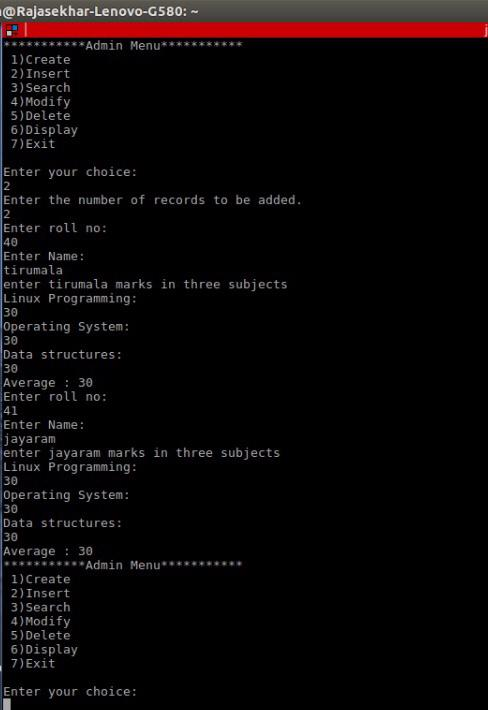 @Rajasekhar-Lenovo-G580: ~
***********Admin Menu***********
1)Create
2)Insert
3)Search
4)Modify
5)Delete
6)Display
7)Exit
Enter your choice:
2
Enter the number of records to be added.
2
Enter roll no:
40
Enter Name:
tirumala
enter tirumala marks in three subjects
Linux Programming:
30
Operating System:
30
Data structures:
30
Average : 30
Enter roll no:
41
Enter Name:
jayaram
enter jayaram marks in three subjects
Linux Programming:
30
Operating System:
30
Data structures:
30
Average : 30
***********Admin Menu***********
1)Create
2)Insert
3)Search
4)Modify
5)Delete
6)Display
7)Exit
Enter your choice: